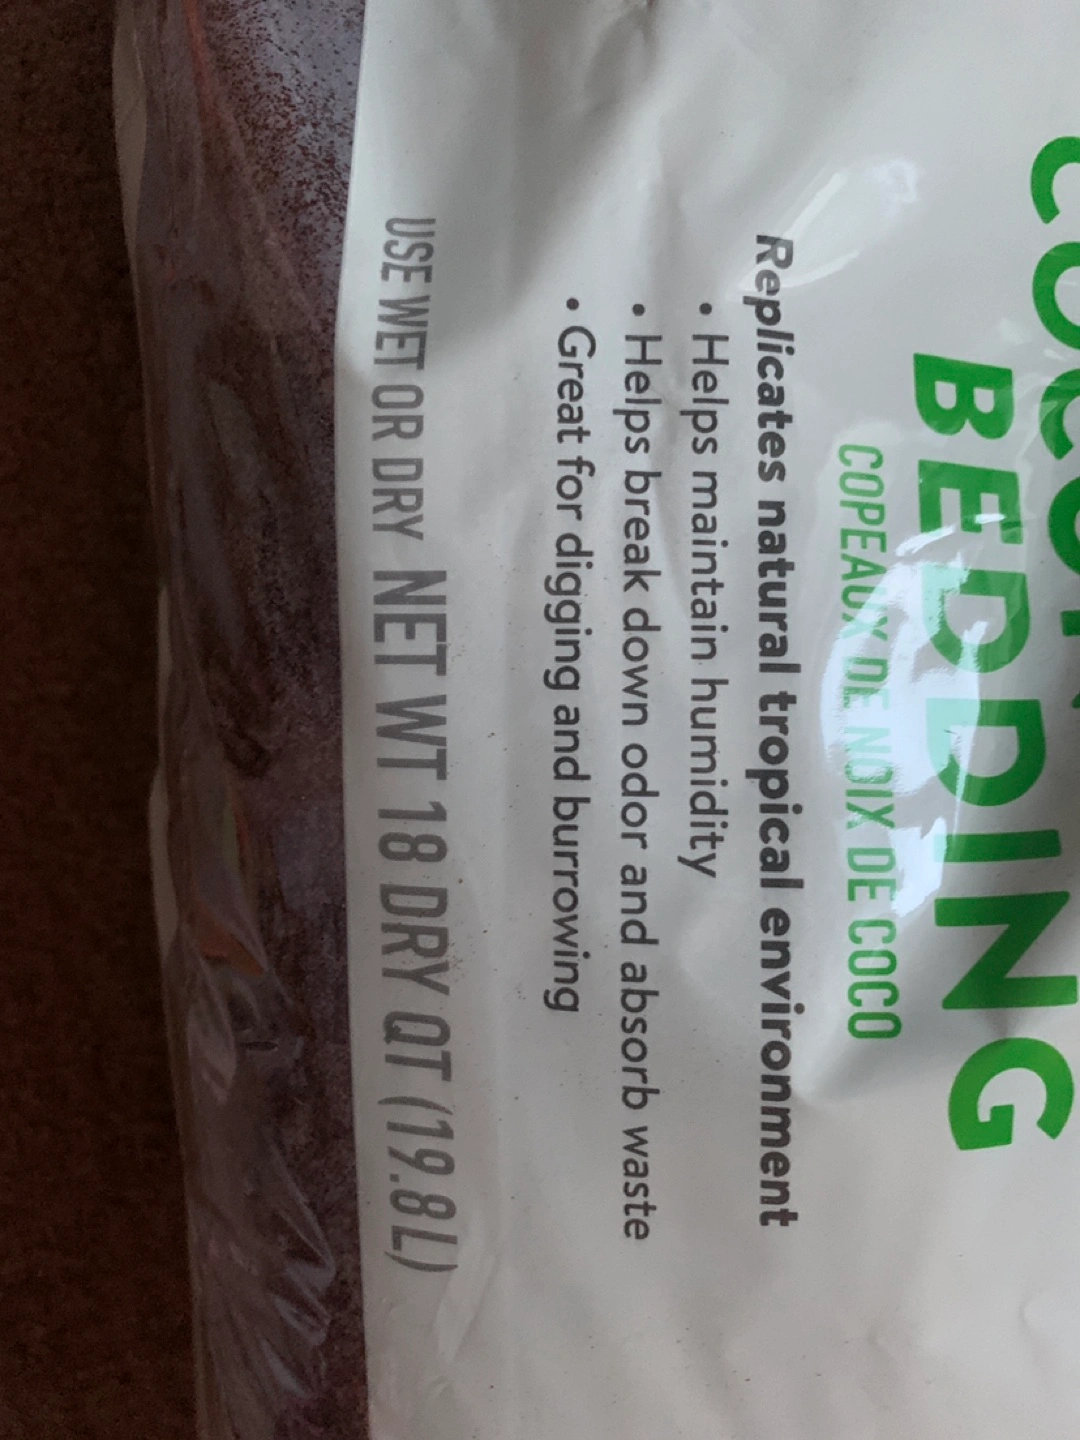 BEDDING
COPEAUX DE NOIX DE COCO
Replicates natural tropical environment
• Helps maintain humidity
• Helps break down odor and absorb waste
• Great for digging and burrowing
USE WET OR DRY NET WT 18 DRY QT (19.8L)